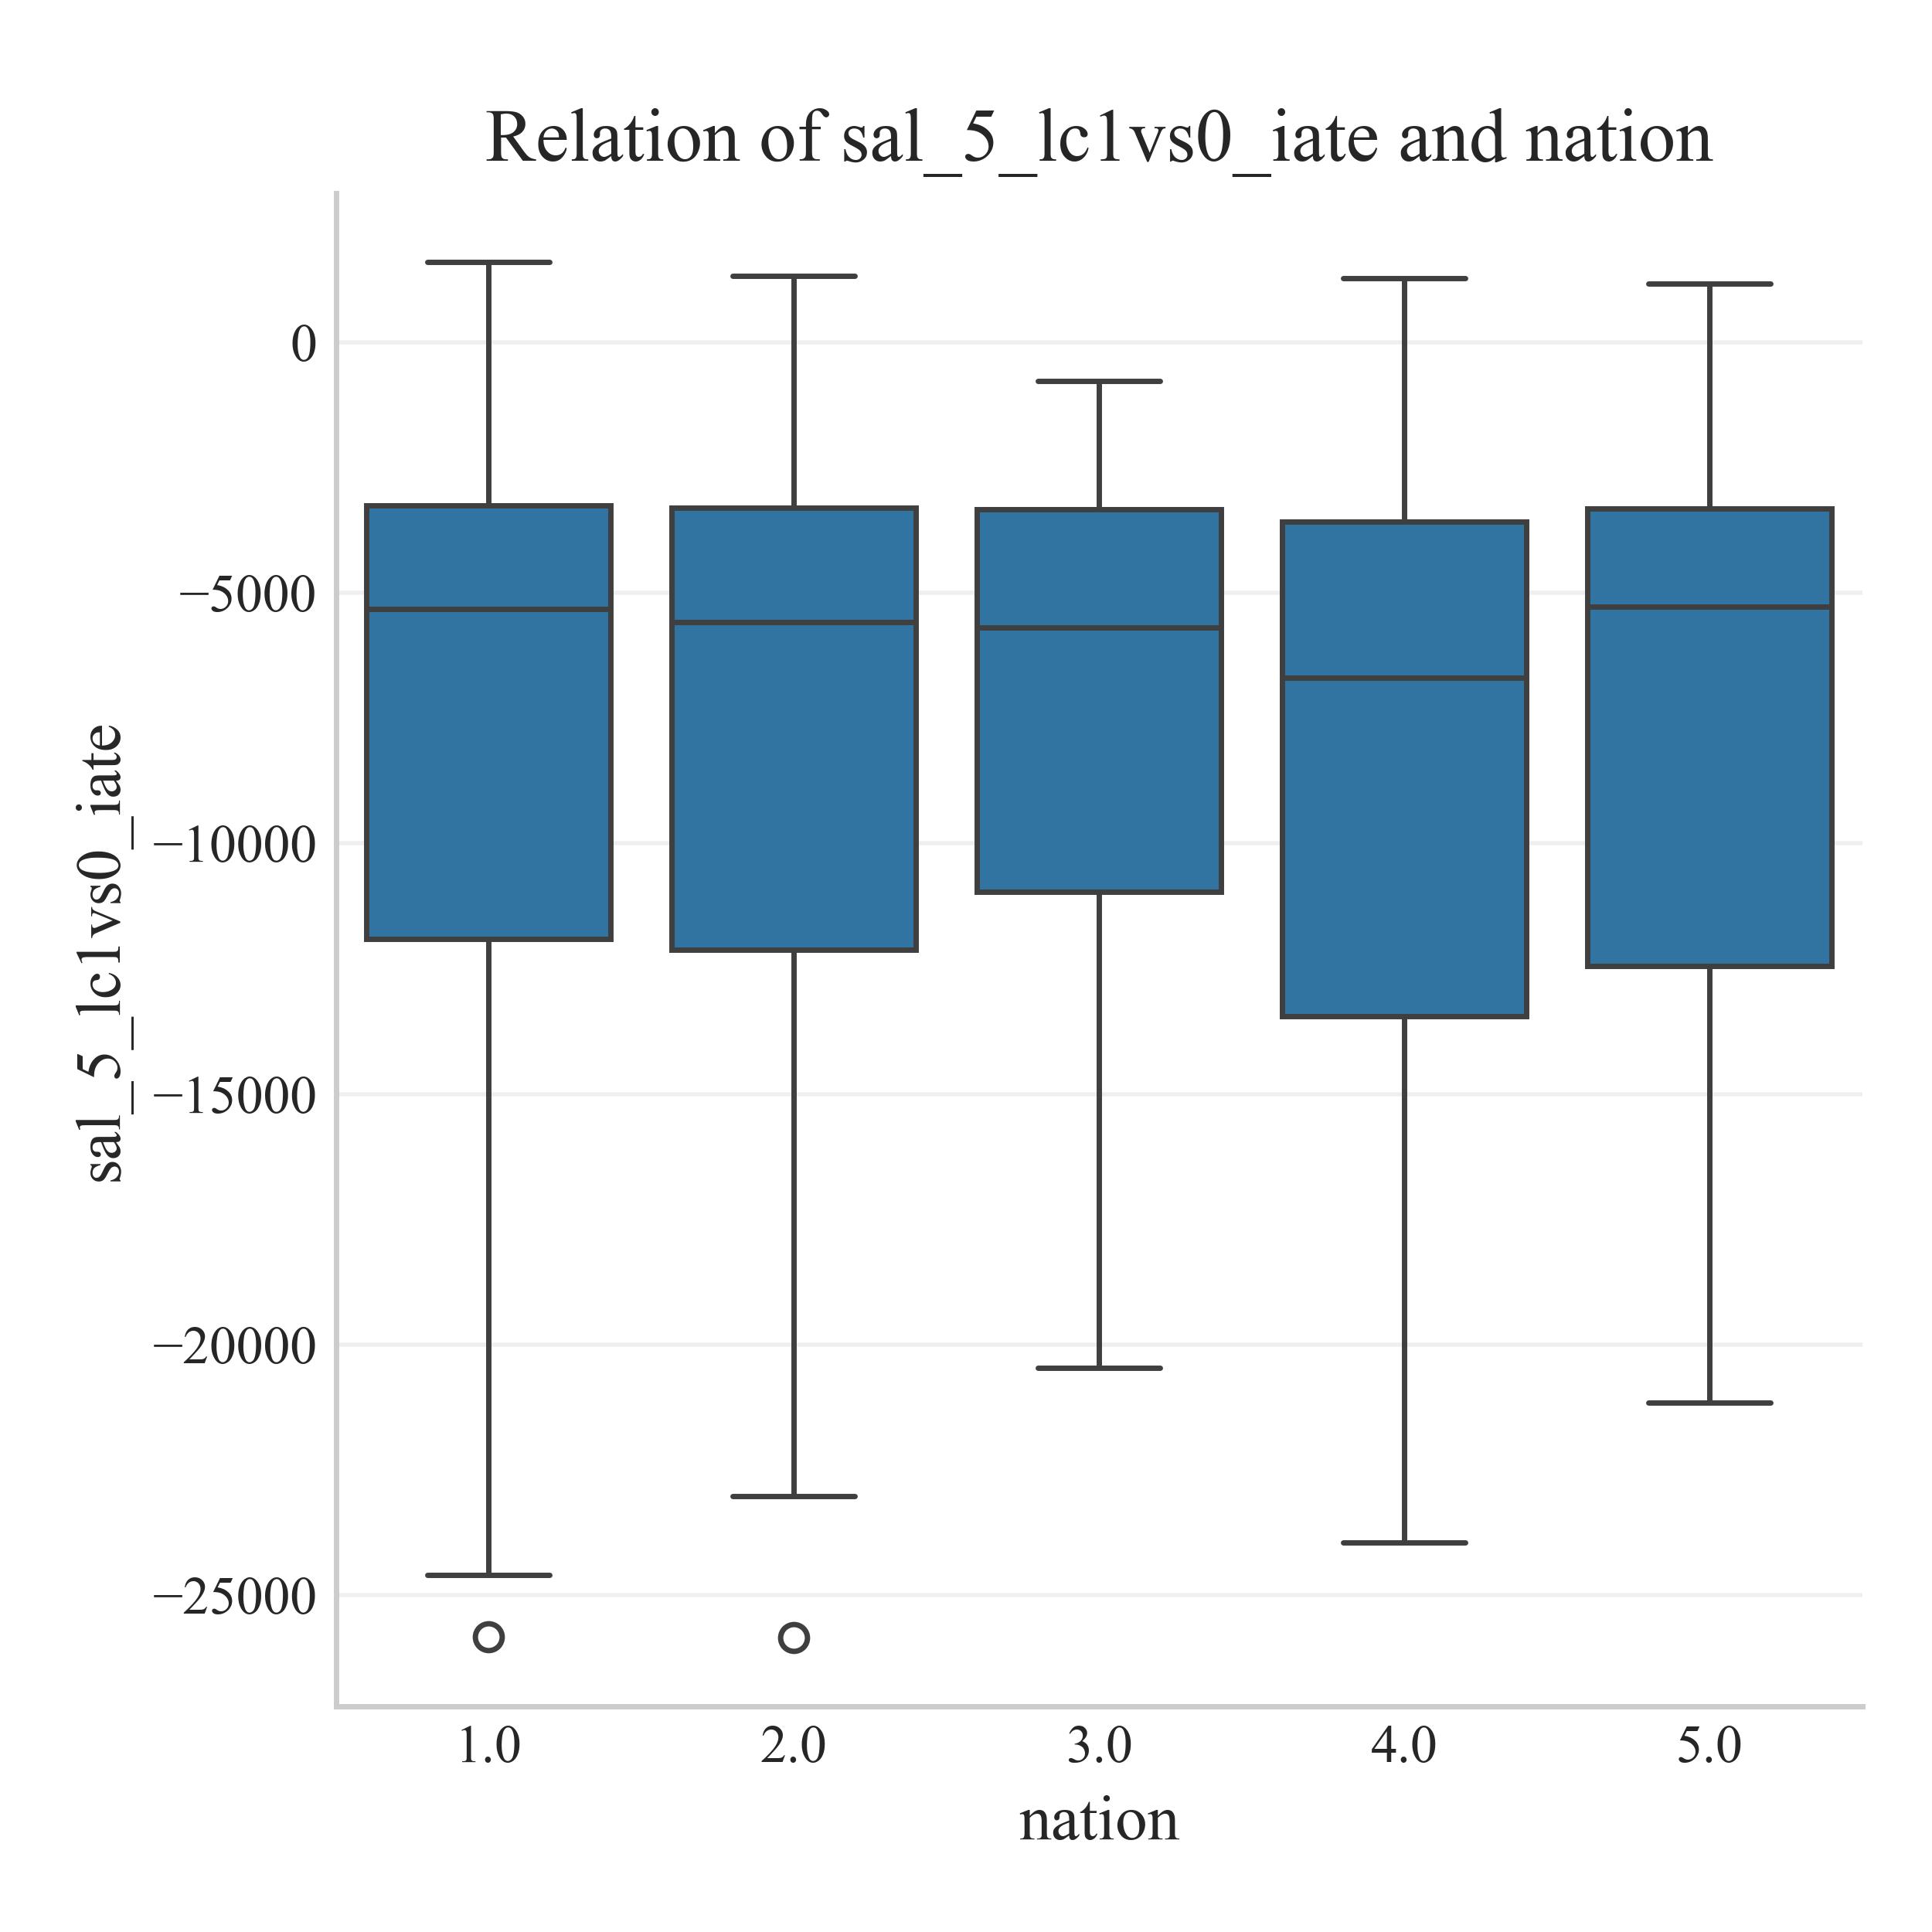 Relation of sal_5_lc1vs0_iate and nation
sal_5_lc1vs0_iate
0
−5000
−10000
−15000
−20000
−25000
1.0 2.0 3.0 4.0 5.0
nation